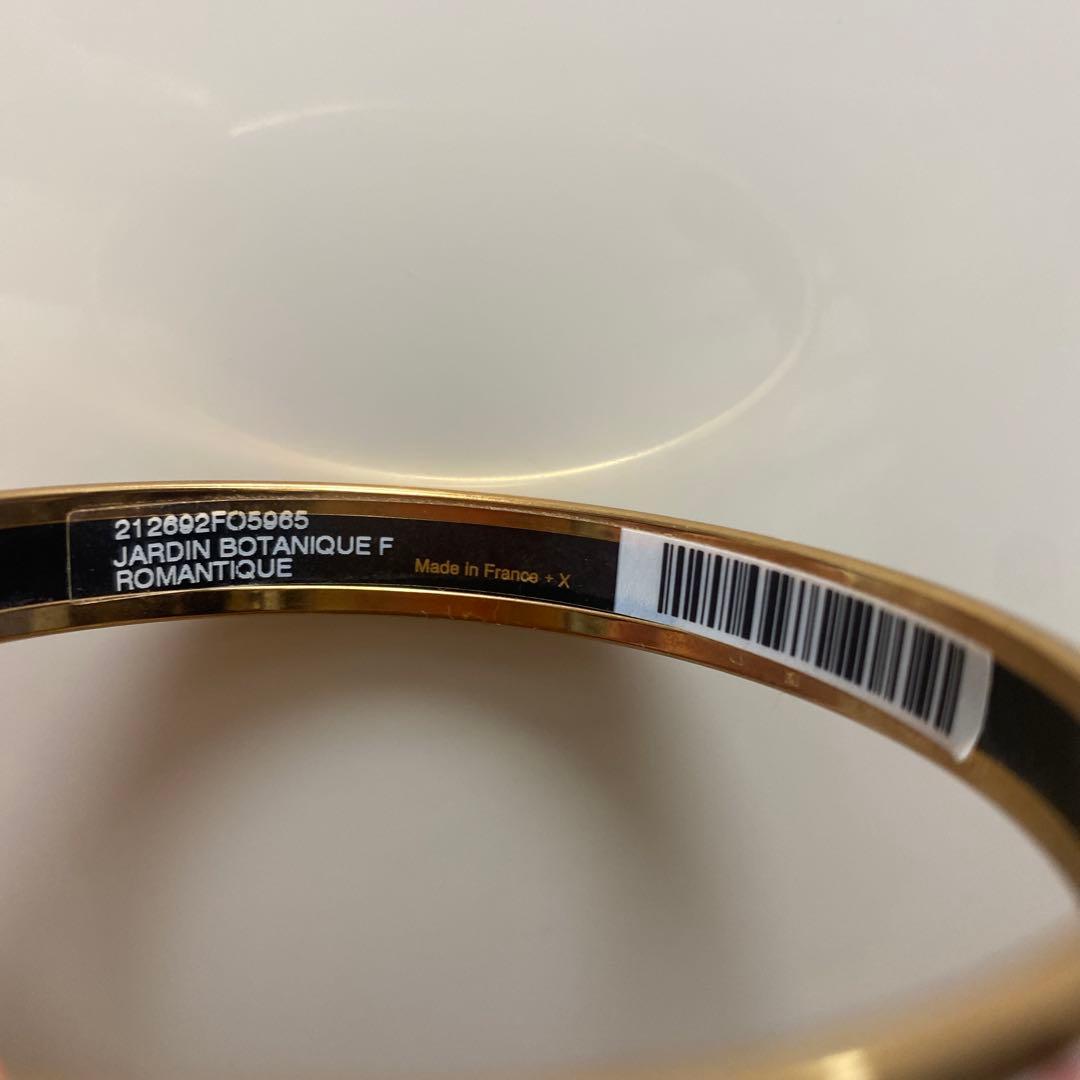 212692FO5965
JARDIN BOTANIQUE F
ROMANTIQUE
Made in France + X